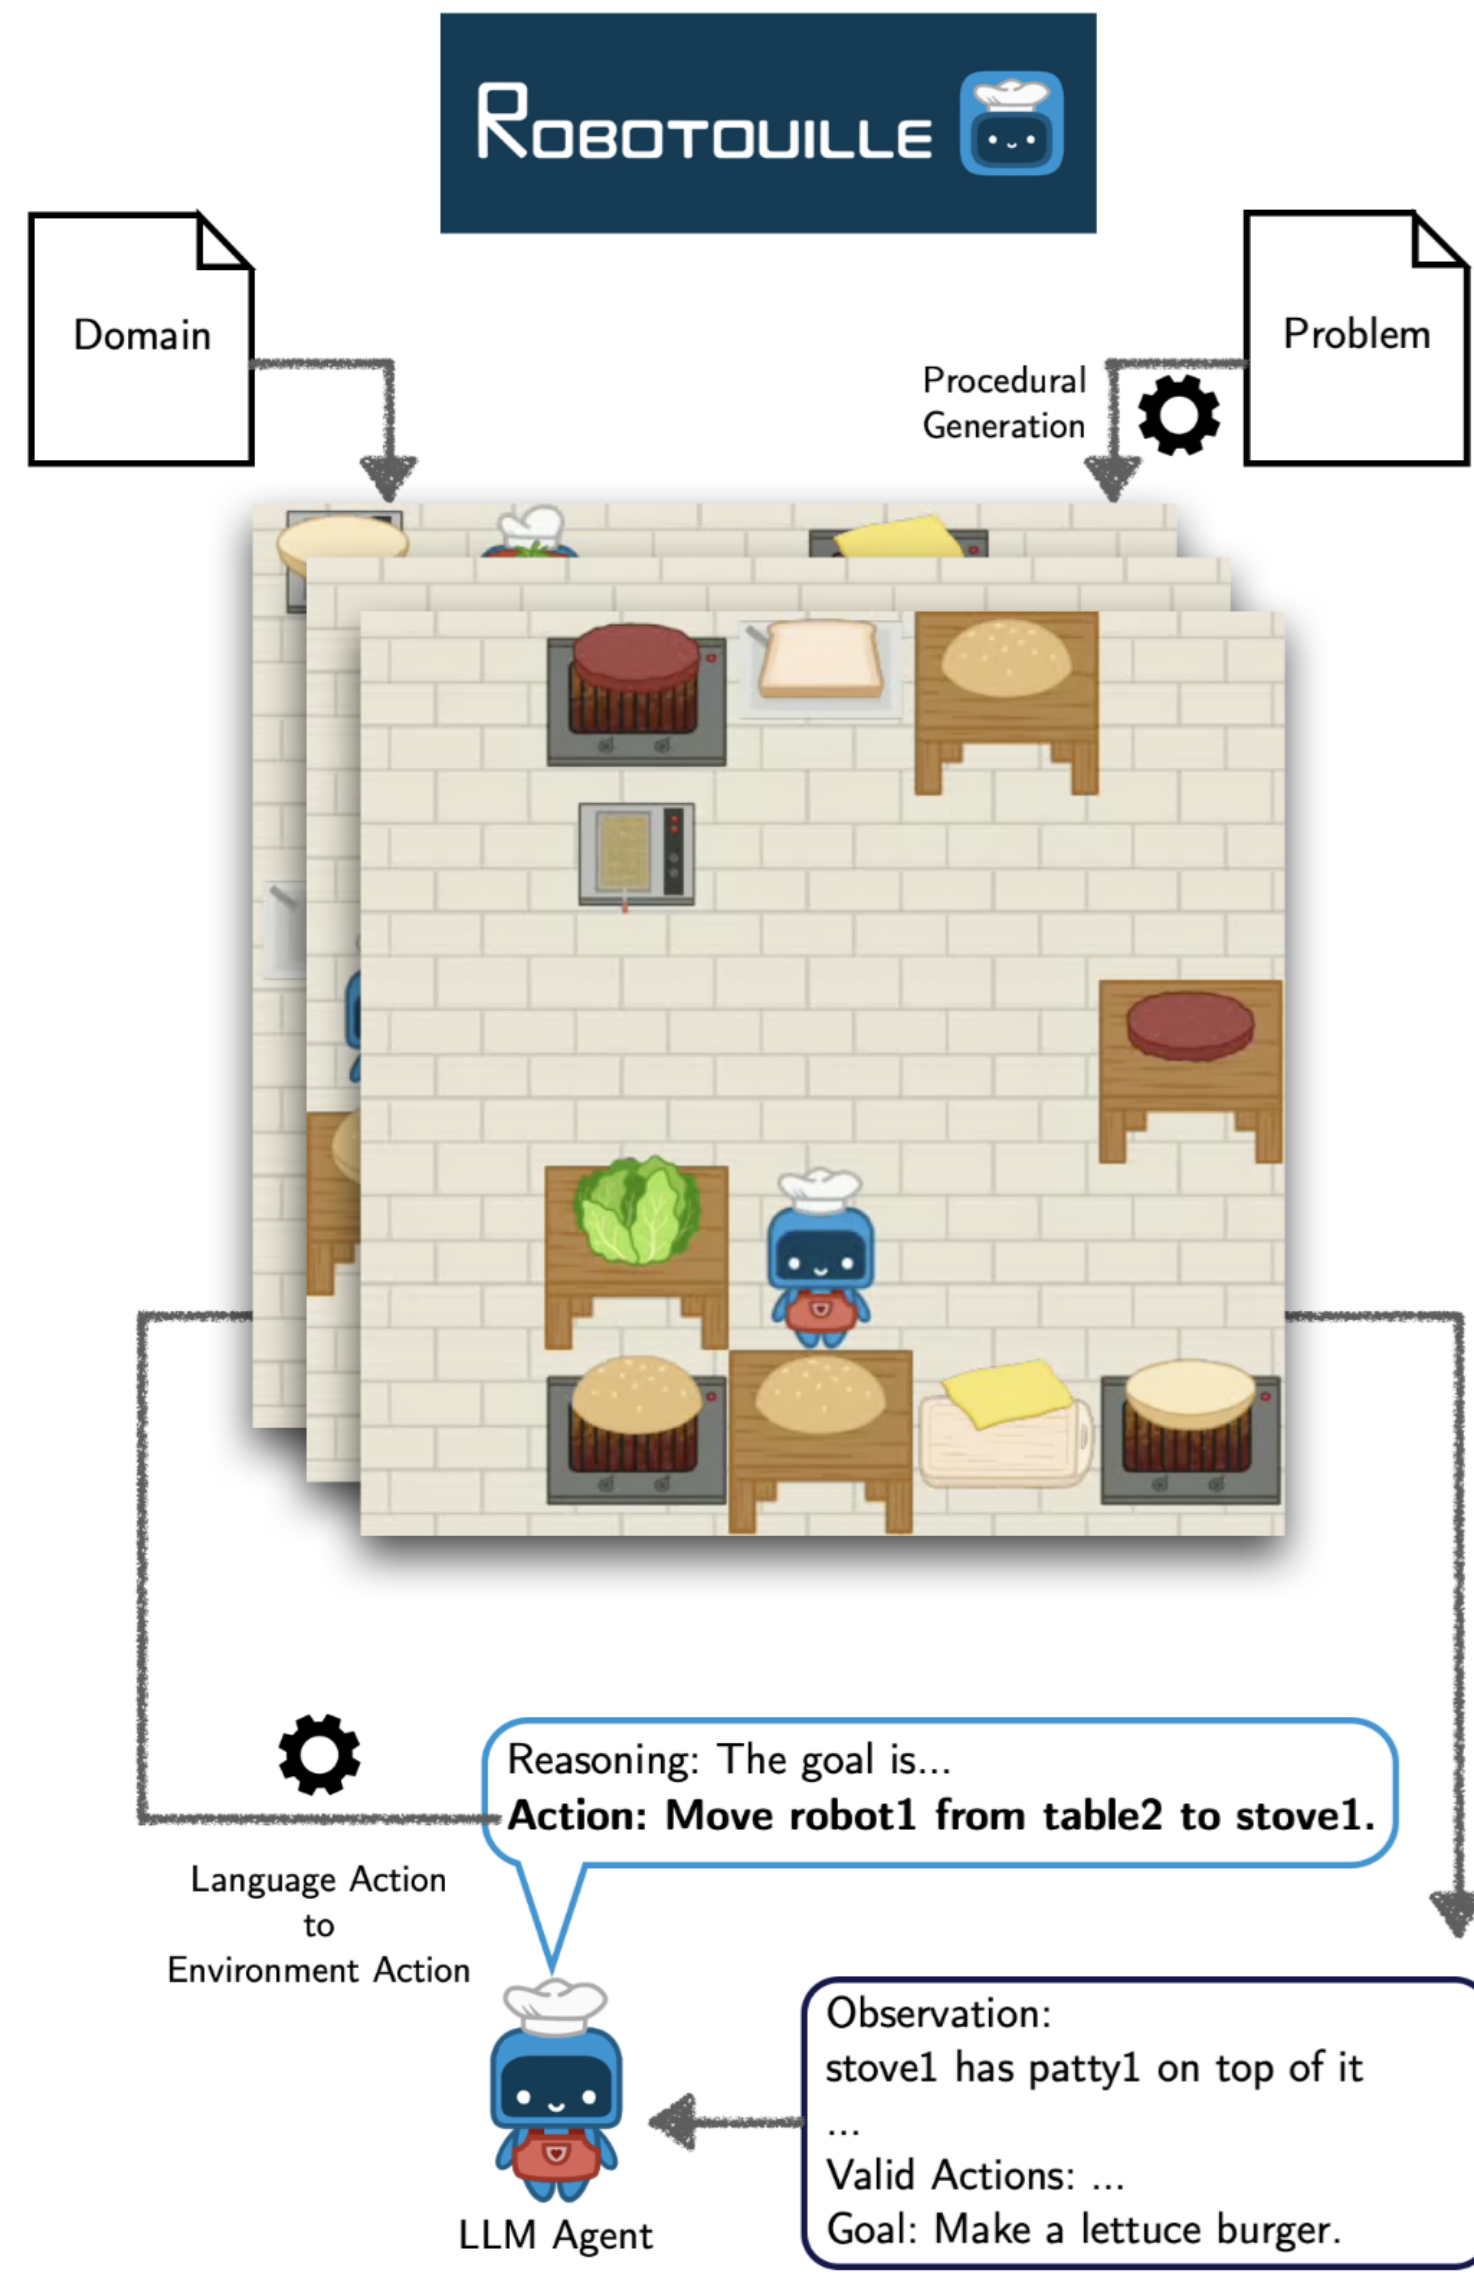 ROBOTOUILLE
Domain
Problem
Procedural
Generation
Reasoning: The goal is...
Action: Move robot1 from table2 to stove1.
Language Action
to
Environment Action
LLM Agent
Observation:
stove1 has patty1 on top of it
...
Valid Actions: ...
Goal: Make a lettuce burger.